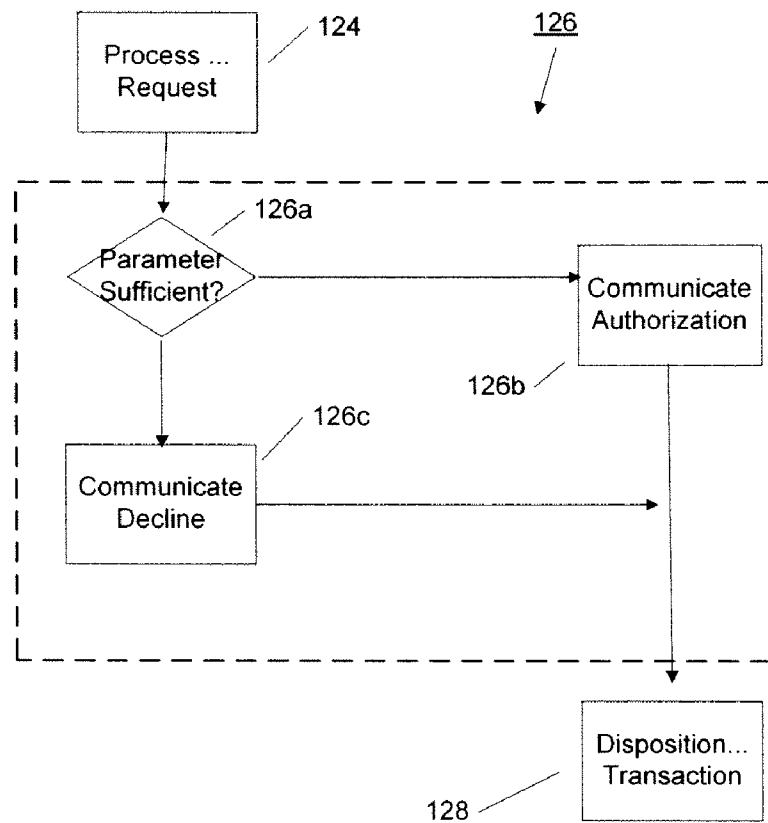 Process ...
Request
124
126
126a
Parameter
Sufficient?
Communicate
Authorization
126b
126c
Communicate
Decline
Disposition...
Transaction
128